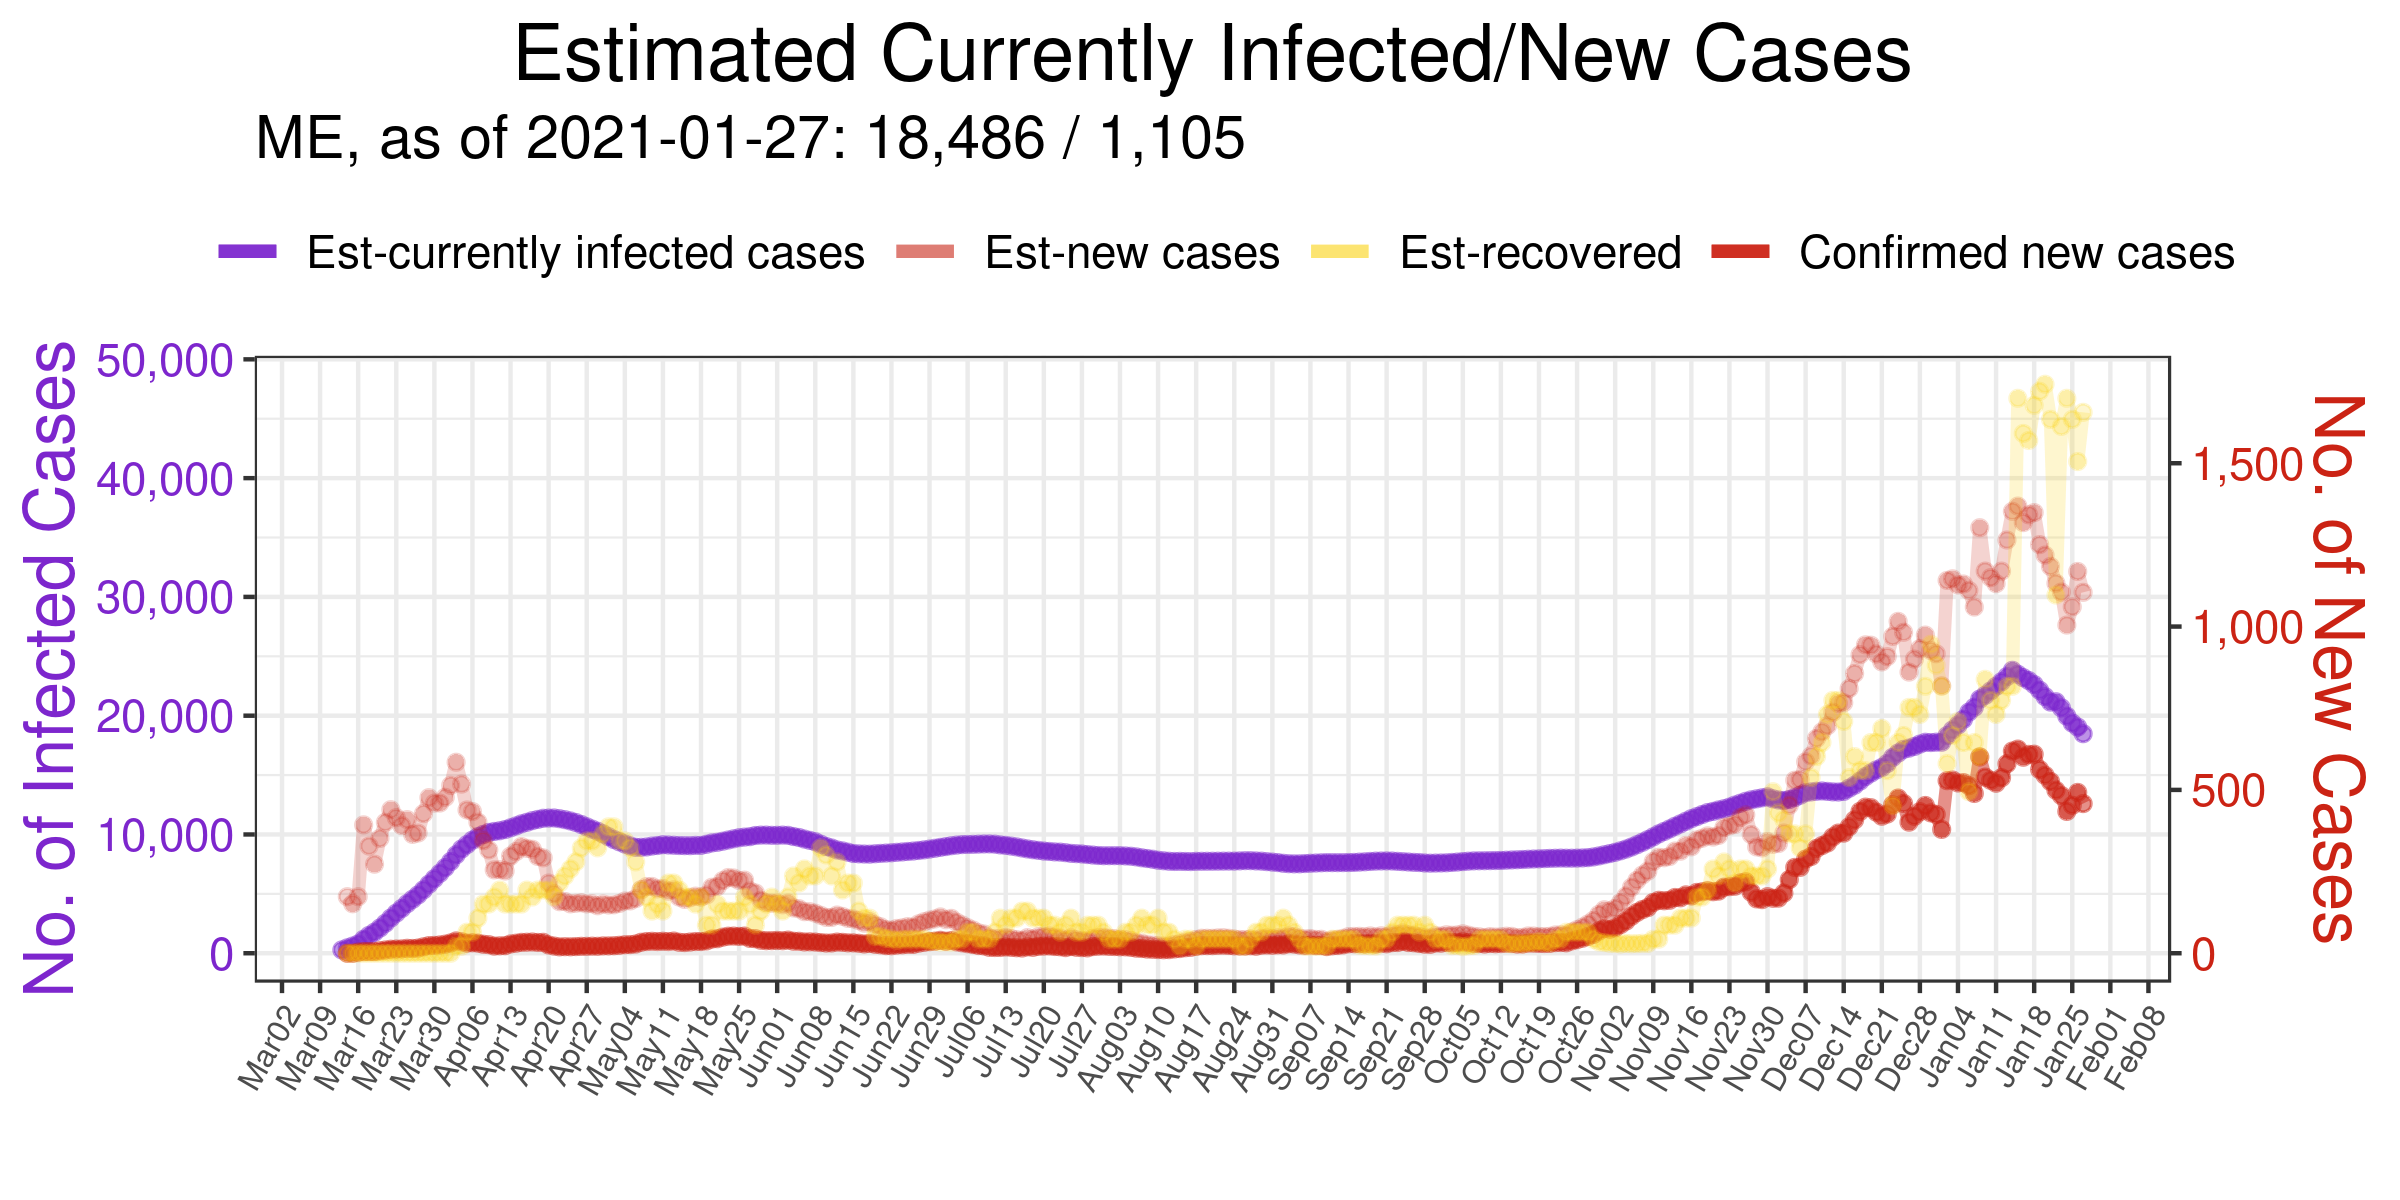 Estimated Currently Infected/New Cases
ME, as of 2021-01-27: 18,486 / 1,105
Est-currently infected cases Est-new cases Est-recovered Confirmed new cases
No. of Infected Cases
50,000
40,000
30,000
20,000
10,000
0
1,500
1,000
500
0
No. of New Cases
Mar02 Mar09 Mar16 Mar23 Mar30 Apr06 Apr13 Apr20 Apr27 May04 May11 May18 May25 Jun01 Jun08 Jun15 Jun22 Jun29 Jul06 Jul13 Jul20 Jul27 Aug03 Aug10 Aug17 Aug24 Aug31 Sep07 Sep14 Sep21 Sep28 Oct05 Oct12 Oct19 Oct26 Nov02 Nov09 Nov16 Nov23 Nov30 Dec07 Dec14 Dec21 Dec28 Jan04 Jan11 Jan18 Jan25 Feb01 Feb08